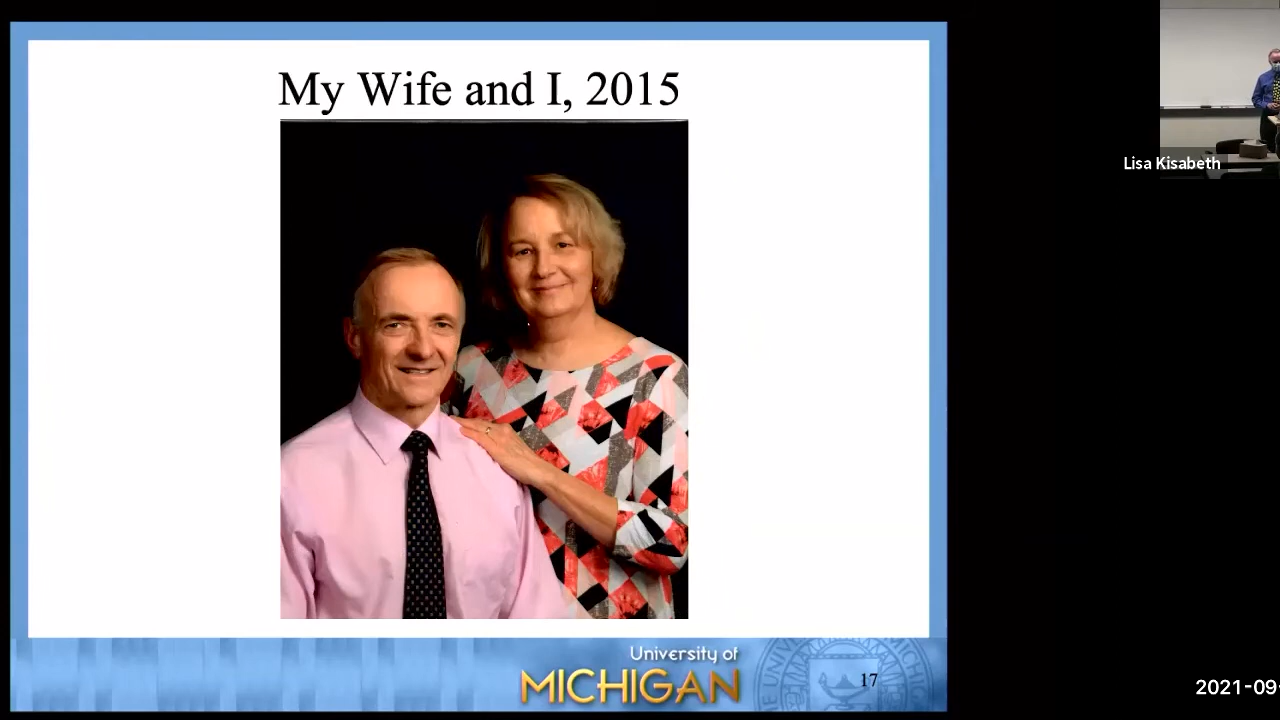 My Wife and I, 2015
Lisa Kisabeth
University of
MICHIGAN
17
2021-09-